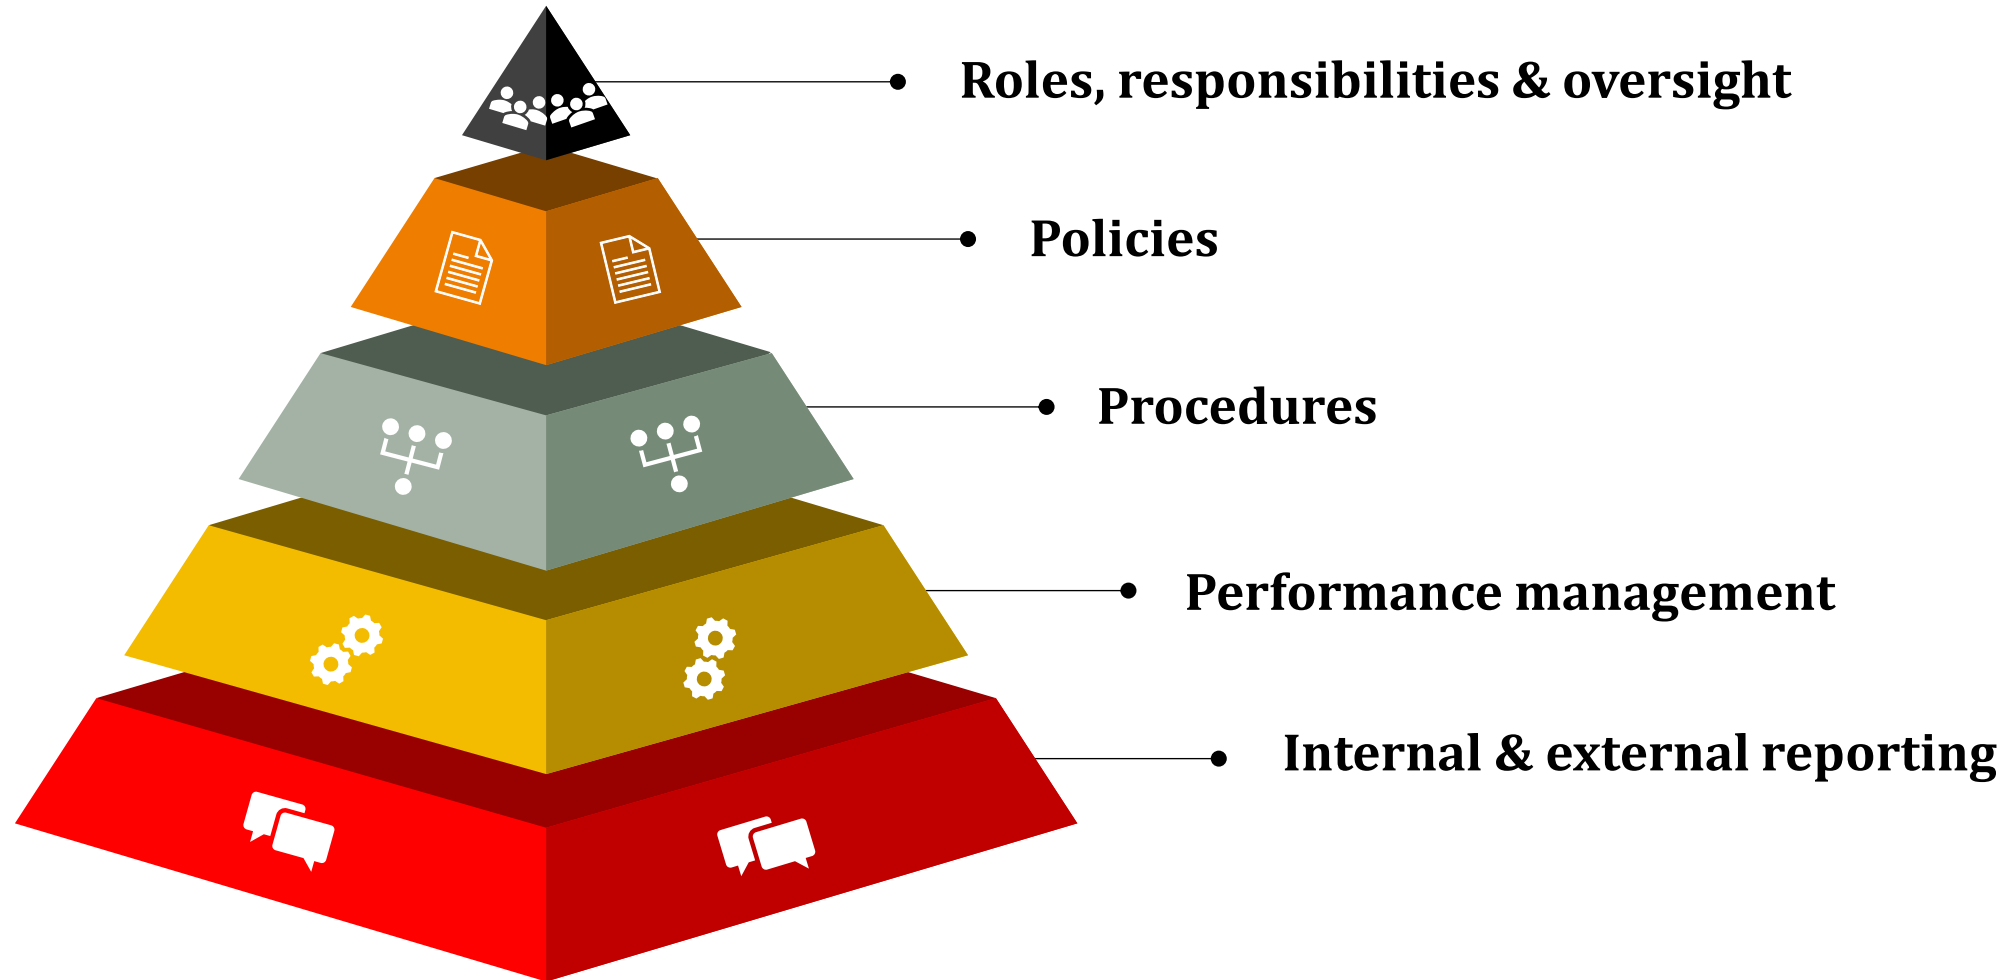 Roles, responsibilities & oversight
Policies
Procedures
Performance management
Internal & external reporting